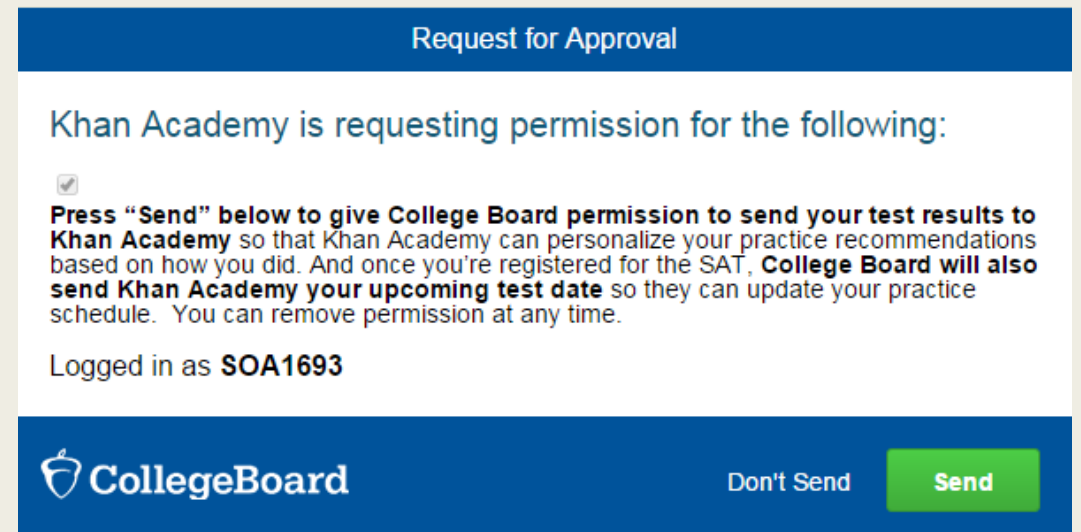 Request for Approval
Khan Academy is requesting permission for the following:
Press “Send” below to give College Board permission to send your test results to
Khan Academy so that Khan Academy can personalize your practice recommendations
based on how you did. And once you’re registered for the SAT, College Board will also
send Khan Academy your upcoming test date so they can update your practice
schedule. You can remove permission at any time.
Logged in as SOA1693
CollegeBoard
Don't Send
Send